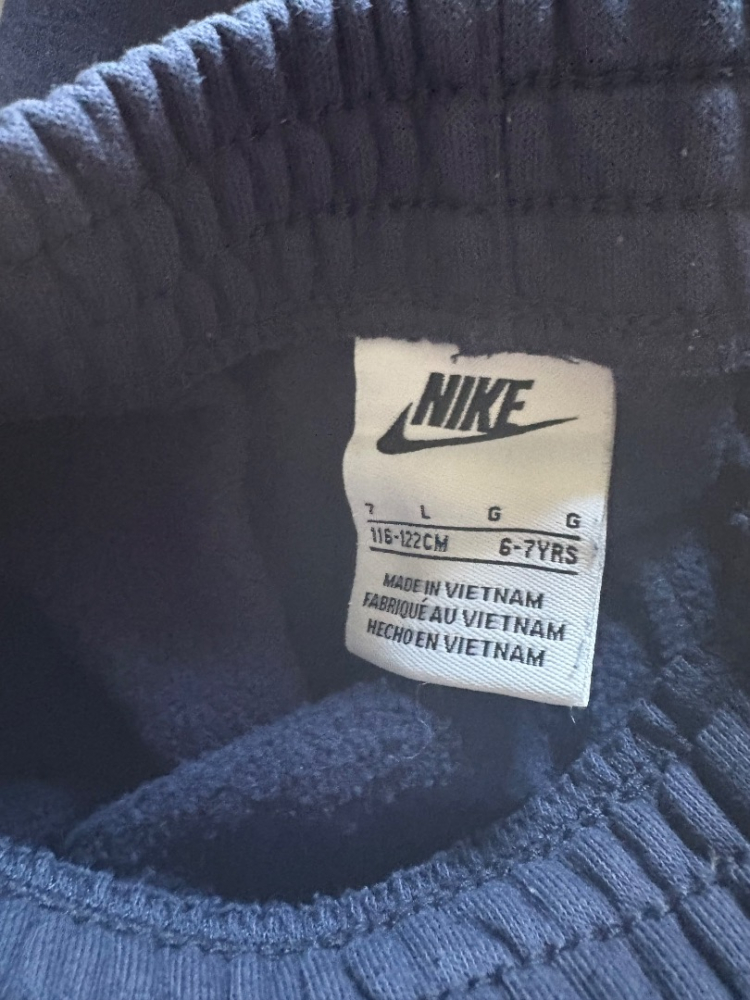 NIKE
7 L G G
116-122CM 6-7YRS
MADE IN VIETNAM
FABRIQUÉ AU VIETNAM
HECHO EN VIETNAM